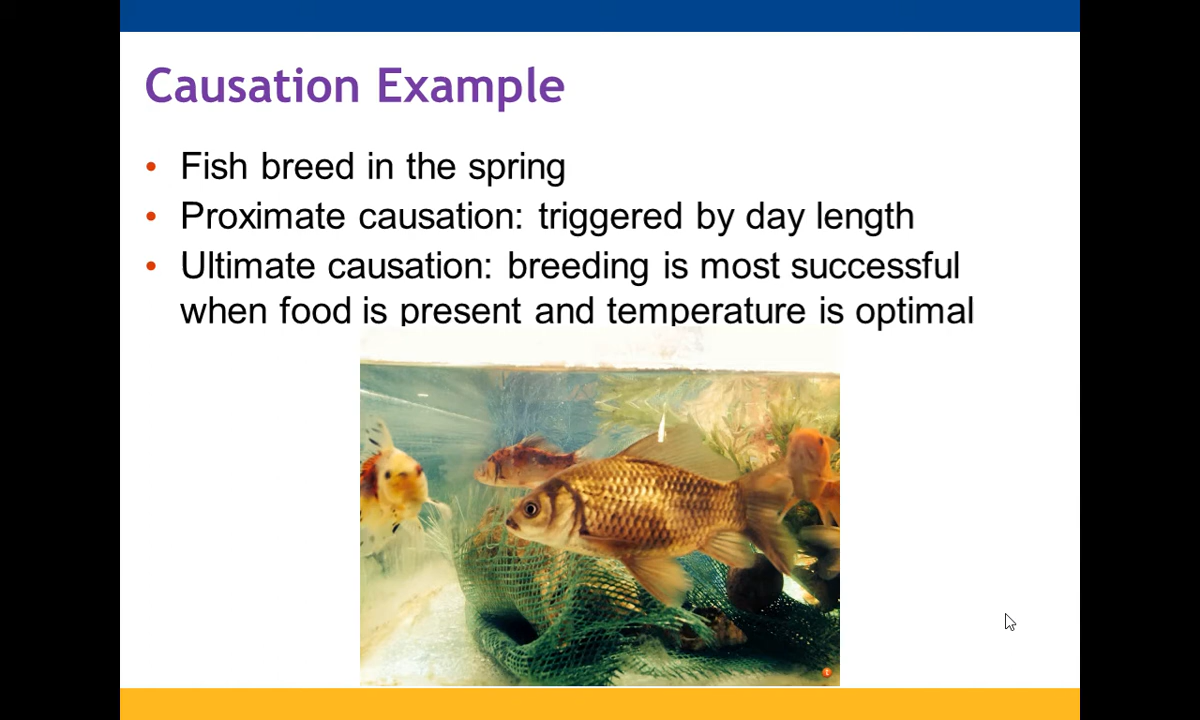 Causation Example
• Fish breed in the spring
• Proximate causation: triggered by day length
• Ultimate causation: breeding is most successful
when food is present and temperature is optimal